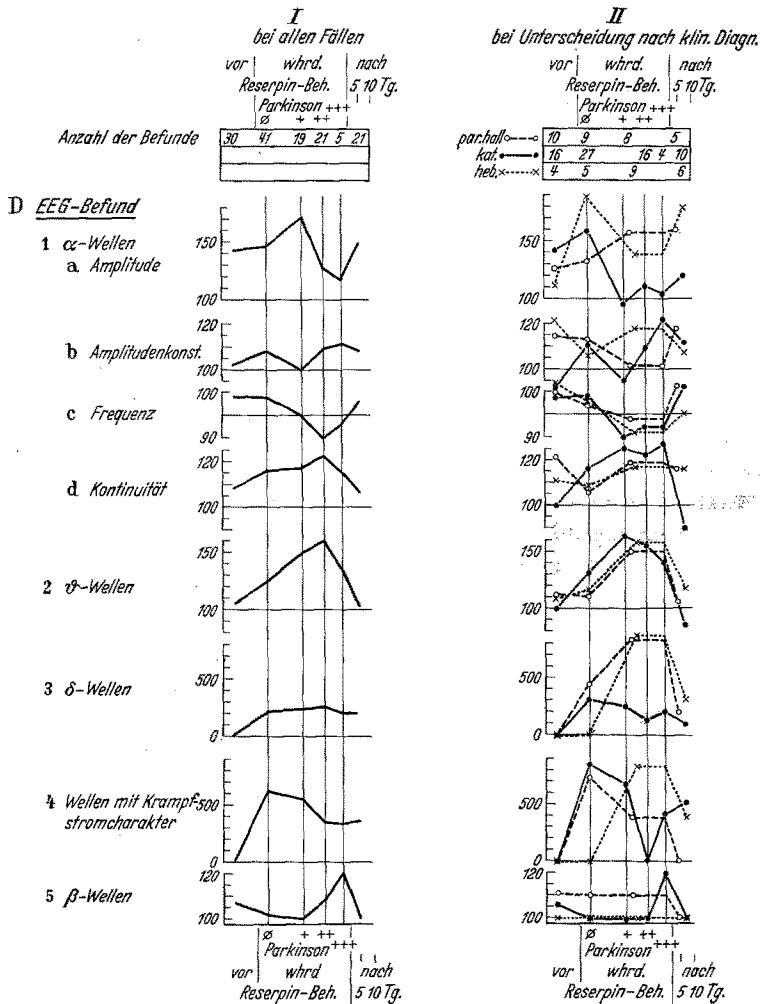 I
bei allen Fällen
vor whrd. nach
Reserpin-Beh. 5 10 Tg.
Parkinson +++
Ø + ++
Anzahl der Befunde 30 41 19 21 5 21
II
bei Unterscheidung nach klin. Diagn.
vor whrd. nach
Reserpin-Beh. 5 10 Tg.
Parkinson +++
Ø + ++
par.hall 10 9 8 5
kat. 16 27 16 4 10
heb. 4 5 9 6
D EEG-Befund
1 α-Wellen
a. Amplitude
150
100
150
100
b Amplitudenkonst.
120
100
120
100
c Frequenz
100
90
100
90
d Kontinuität
120
100
120
100
2 ϑ-Wellen
150
100
150
100
3 δ-Wellen
500
0
500
0
4 Wellen mit Krampf-
stromcharakter
500
0
500
0
5 β-Wellen
120
100
120
100
Ø + ++
Parkinson +++
vor whrd nach
Reserpin-Beh. 5 10 Tg.
Ø + ++
Parkinson +++
vor whrd. nach
Reserpin-Beh. 5 10 Tg.